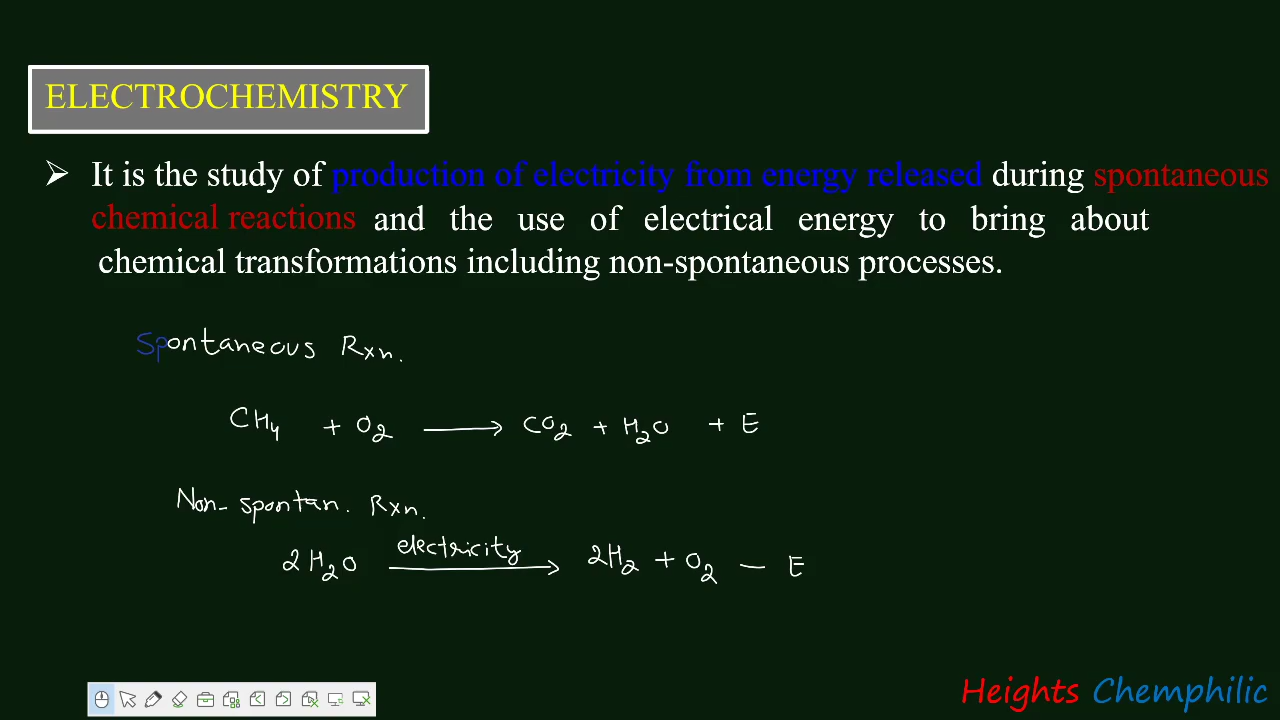 ELECTROCHEMISTRY
➢ It is the study of production of electricity from energy released during spontaneous
chemical reactions and the use of electrical energy to bring about
chemical transformations including non-spontaneous processes.
Spontaneous Rxn.
CH₄ + O₂ ⟶ CO₂ + H₂O + E
Non-spontan. Rxn.
electricity
2H₂O ⟶ 2H₂ + O₂ — E
Heights Chemphilic